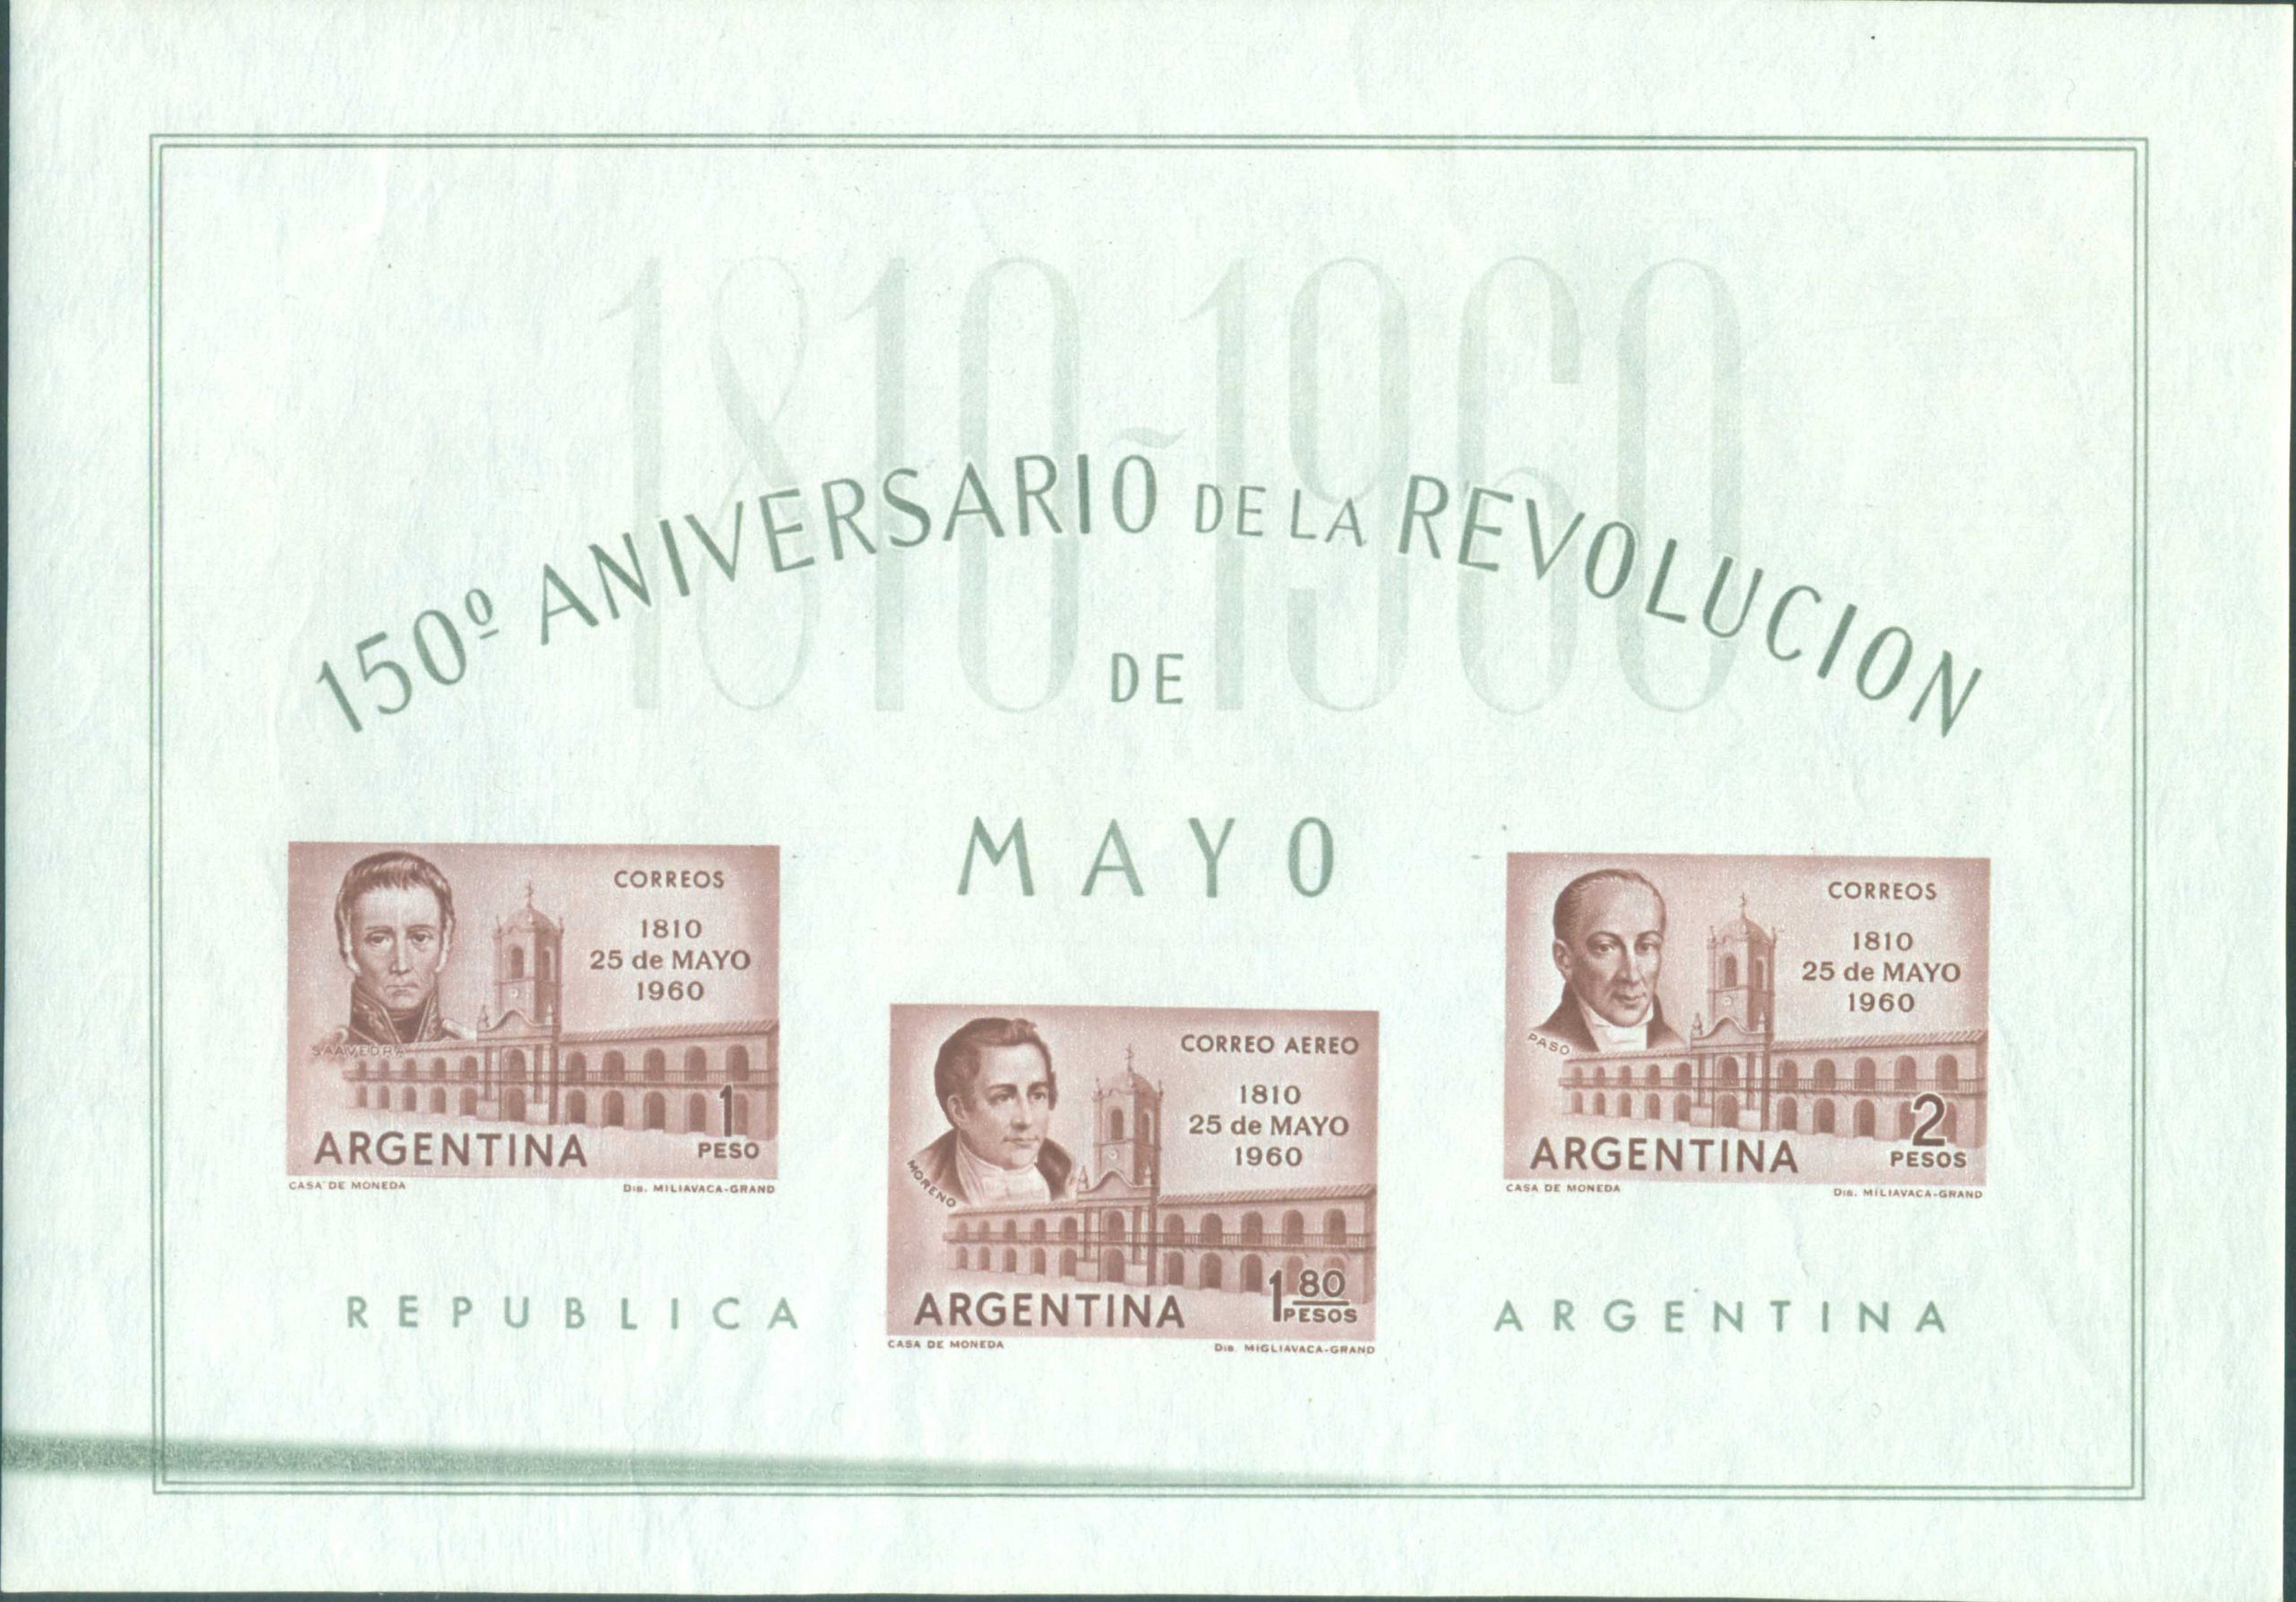 1810-1960
150º ANIVERSARIO DE LA REVOLUCION
DE
MAYO
CORREOS
1810
25 de MAYO
1960
SAAVEDRA
1
PESO
ARGENTINA
CASA DE MONEDA
DIB. MILIAVACA-GRAND
CORREO AEREO
1810
25 de MAYO
1960
MORENO
1 80
PESOS
ARGENTINA
CASA DE MONEDA
DIB. MIGLIAVACA-GRAND
CORREOS
1810
25 de MAYO
1960
PASO
2
PESOS
ARGENTINA
CASA DE MONEDA
DIB. MILIAVACA-GRAND
REPUBLICA ARGENTINA